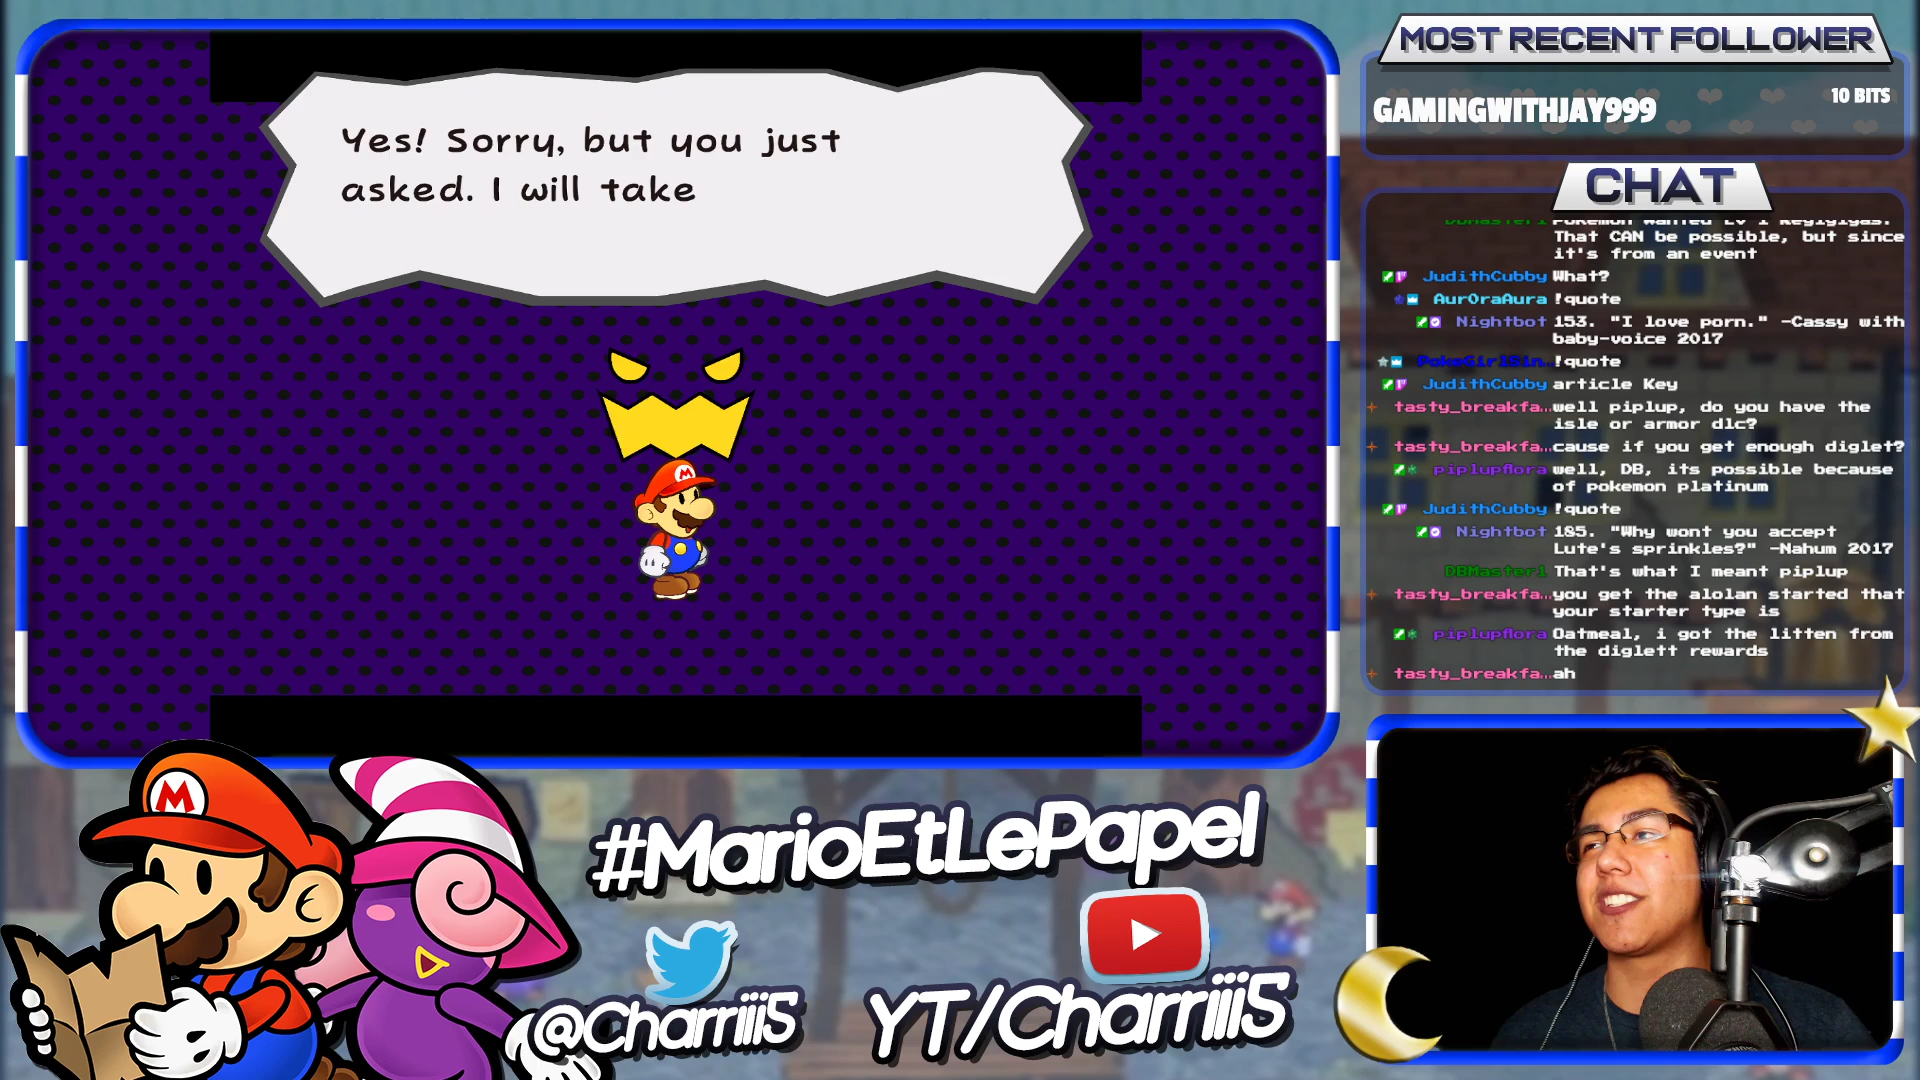 Yes! Sorry, but you just
asked. I will take
MOST RECENT FOLLOWER
GAMINGWITHJAY999
10 BITS
CHAT
That CAN be possible, but since
it's from an event
JudithCubby What?
AurOraAura !quote
Nightbot 153. "I love porn." -Cassy with
baby-voice 2017
PokeGirlSin... !quote
JudithCubby article Key
tasty_breakfa... well piplup, do you have the
isle or armor dlc?
tasty_breakfa... cause if you get enough diglet?
piplupflora well, DB, its possible because
of pokemon platinum
JudithCubby !quote
Nightbot 185. "Why wont you accept
Lute's sprinkles?" -Nahum 2017
DBMaster1 That's what I meant piplup
tasty_breakfa... you get the alolan started that
your starter type is
piplupflora Oatmeal, i got the litten from
the diglett rewards
tasty_breakfa... ah
M
M
#MarioEtLePapel
@Charriii5
YT/Charriii5